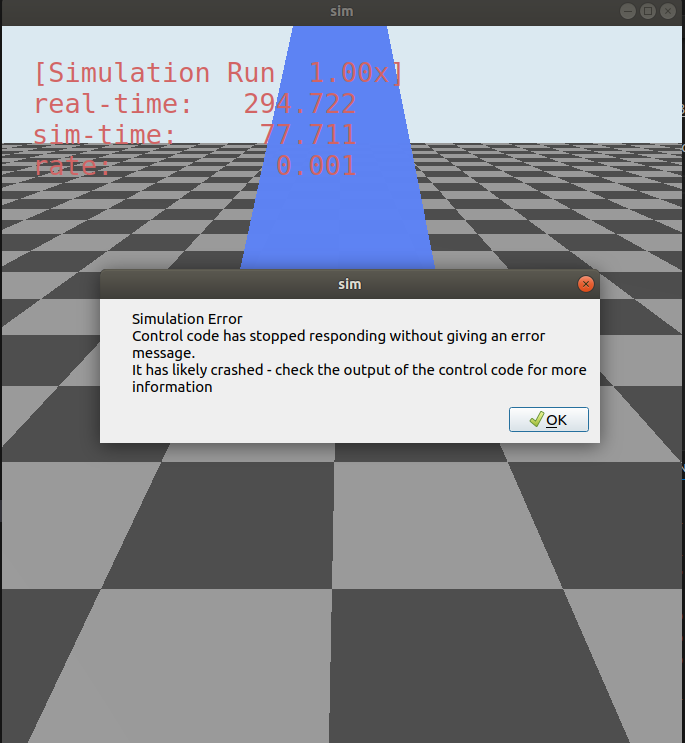 sim
[Simulation Run 1.00x]
real-time: 294.722
sim-time: 77.711
rate: 0.001
sim
Simulation Error
Control code has stopped responding without giving an error
message.
It has likely crashed - check the output of the control code for more
information
OK